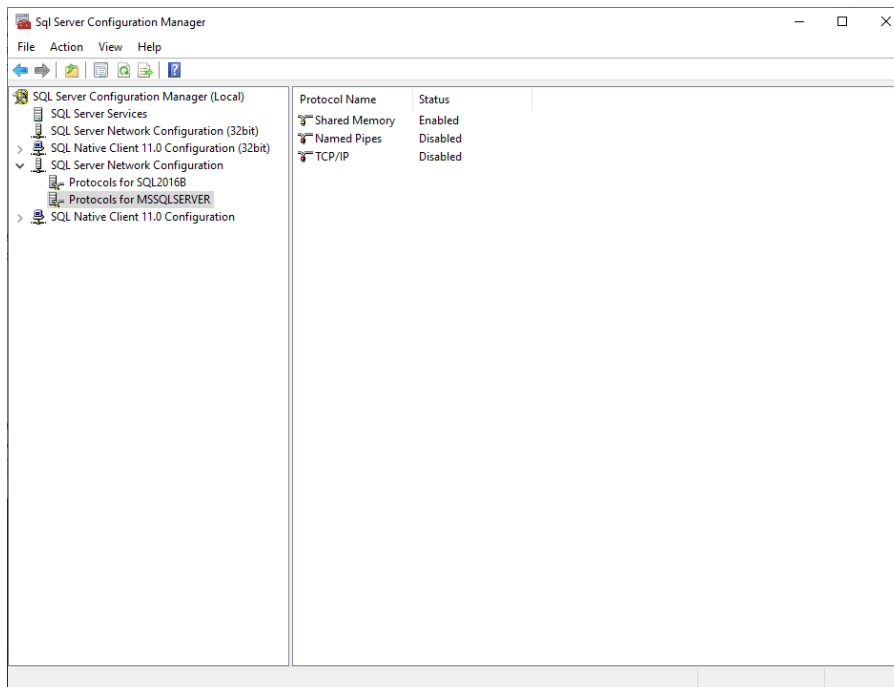 Sql Server Configuration Manager
File Action View Help
SQL Server Configuration Manager (Local)
SQL Server Services
SQL Server Network Configuration (32bit)
SQL Native Client 11.0 Configuration (32bit)
SQL Server Network Configuration
Protocols for SQL2016B
Protocols for MSSQLSERVER
SQL Native Client 11.0 Configuration
Protocol Name Status
Shared Memory Enabled
Named Pipes Disabled
TCP/IP Disabled